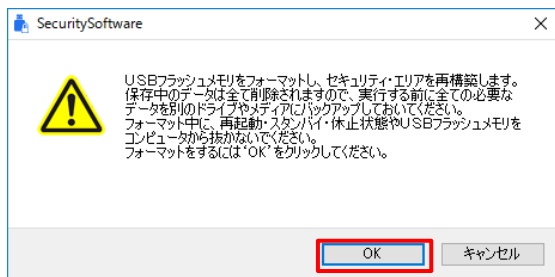 SecuritySoftware
USBフラッシュメモリをフォーマットし、セキュリティ・エリアを再構築します。
保存中のデータは全て削除されますので、実行する前に全ての必要な
データを別のドライブやメディアにバックアップしておいてください。
フォーマット中に、再起動・スタンバイ・休止状態やUSBフラッシュメモリを
コンピュータから抜かないでください。
フォーマットをするには'OK'をクリックしてください。
OK
キャンセル